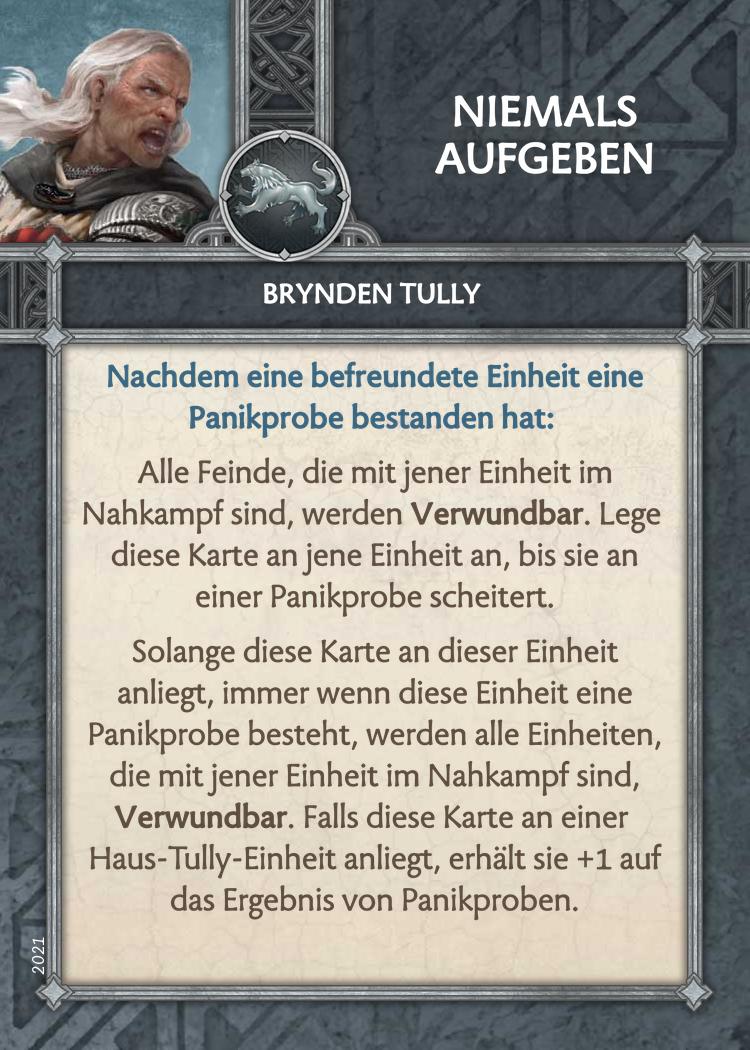 NIEMALS
AUFGEBEN
BRYNDEN TULLY
Nachdem eine befreundete Einheit eine
Panikprobe bestanden hat:
Alle Feinde, die mit jener Einheit im
Nahkampf sind, werden Verwundbar. Lege
diese Karte an jene Einheit an, bis sie an
einer Panikprobe scheitert.
Solange diese Karte an dieser Einheit
anliegt, immer wenn diese Einheit eine
Panikprobe besteht, werden alle Einheiten,
die mit jener Einheit im Nahkampf sind,
Verwundbar. Falls diese Karte an einer
Haus-Tully-Einheit anliegt, erhält sie +1 auf
das Ergebnis von Panikproben.
2021